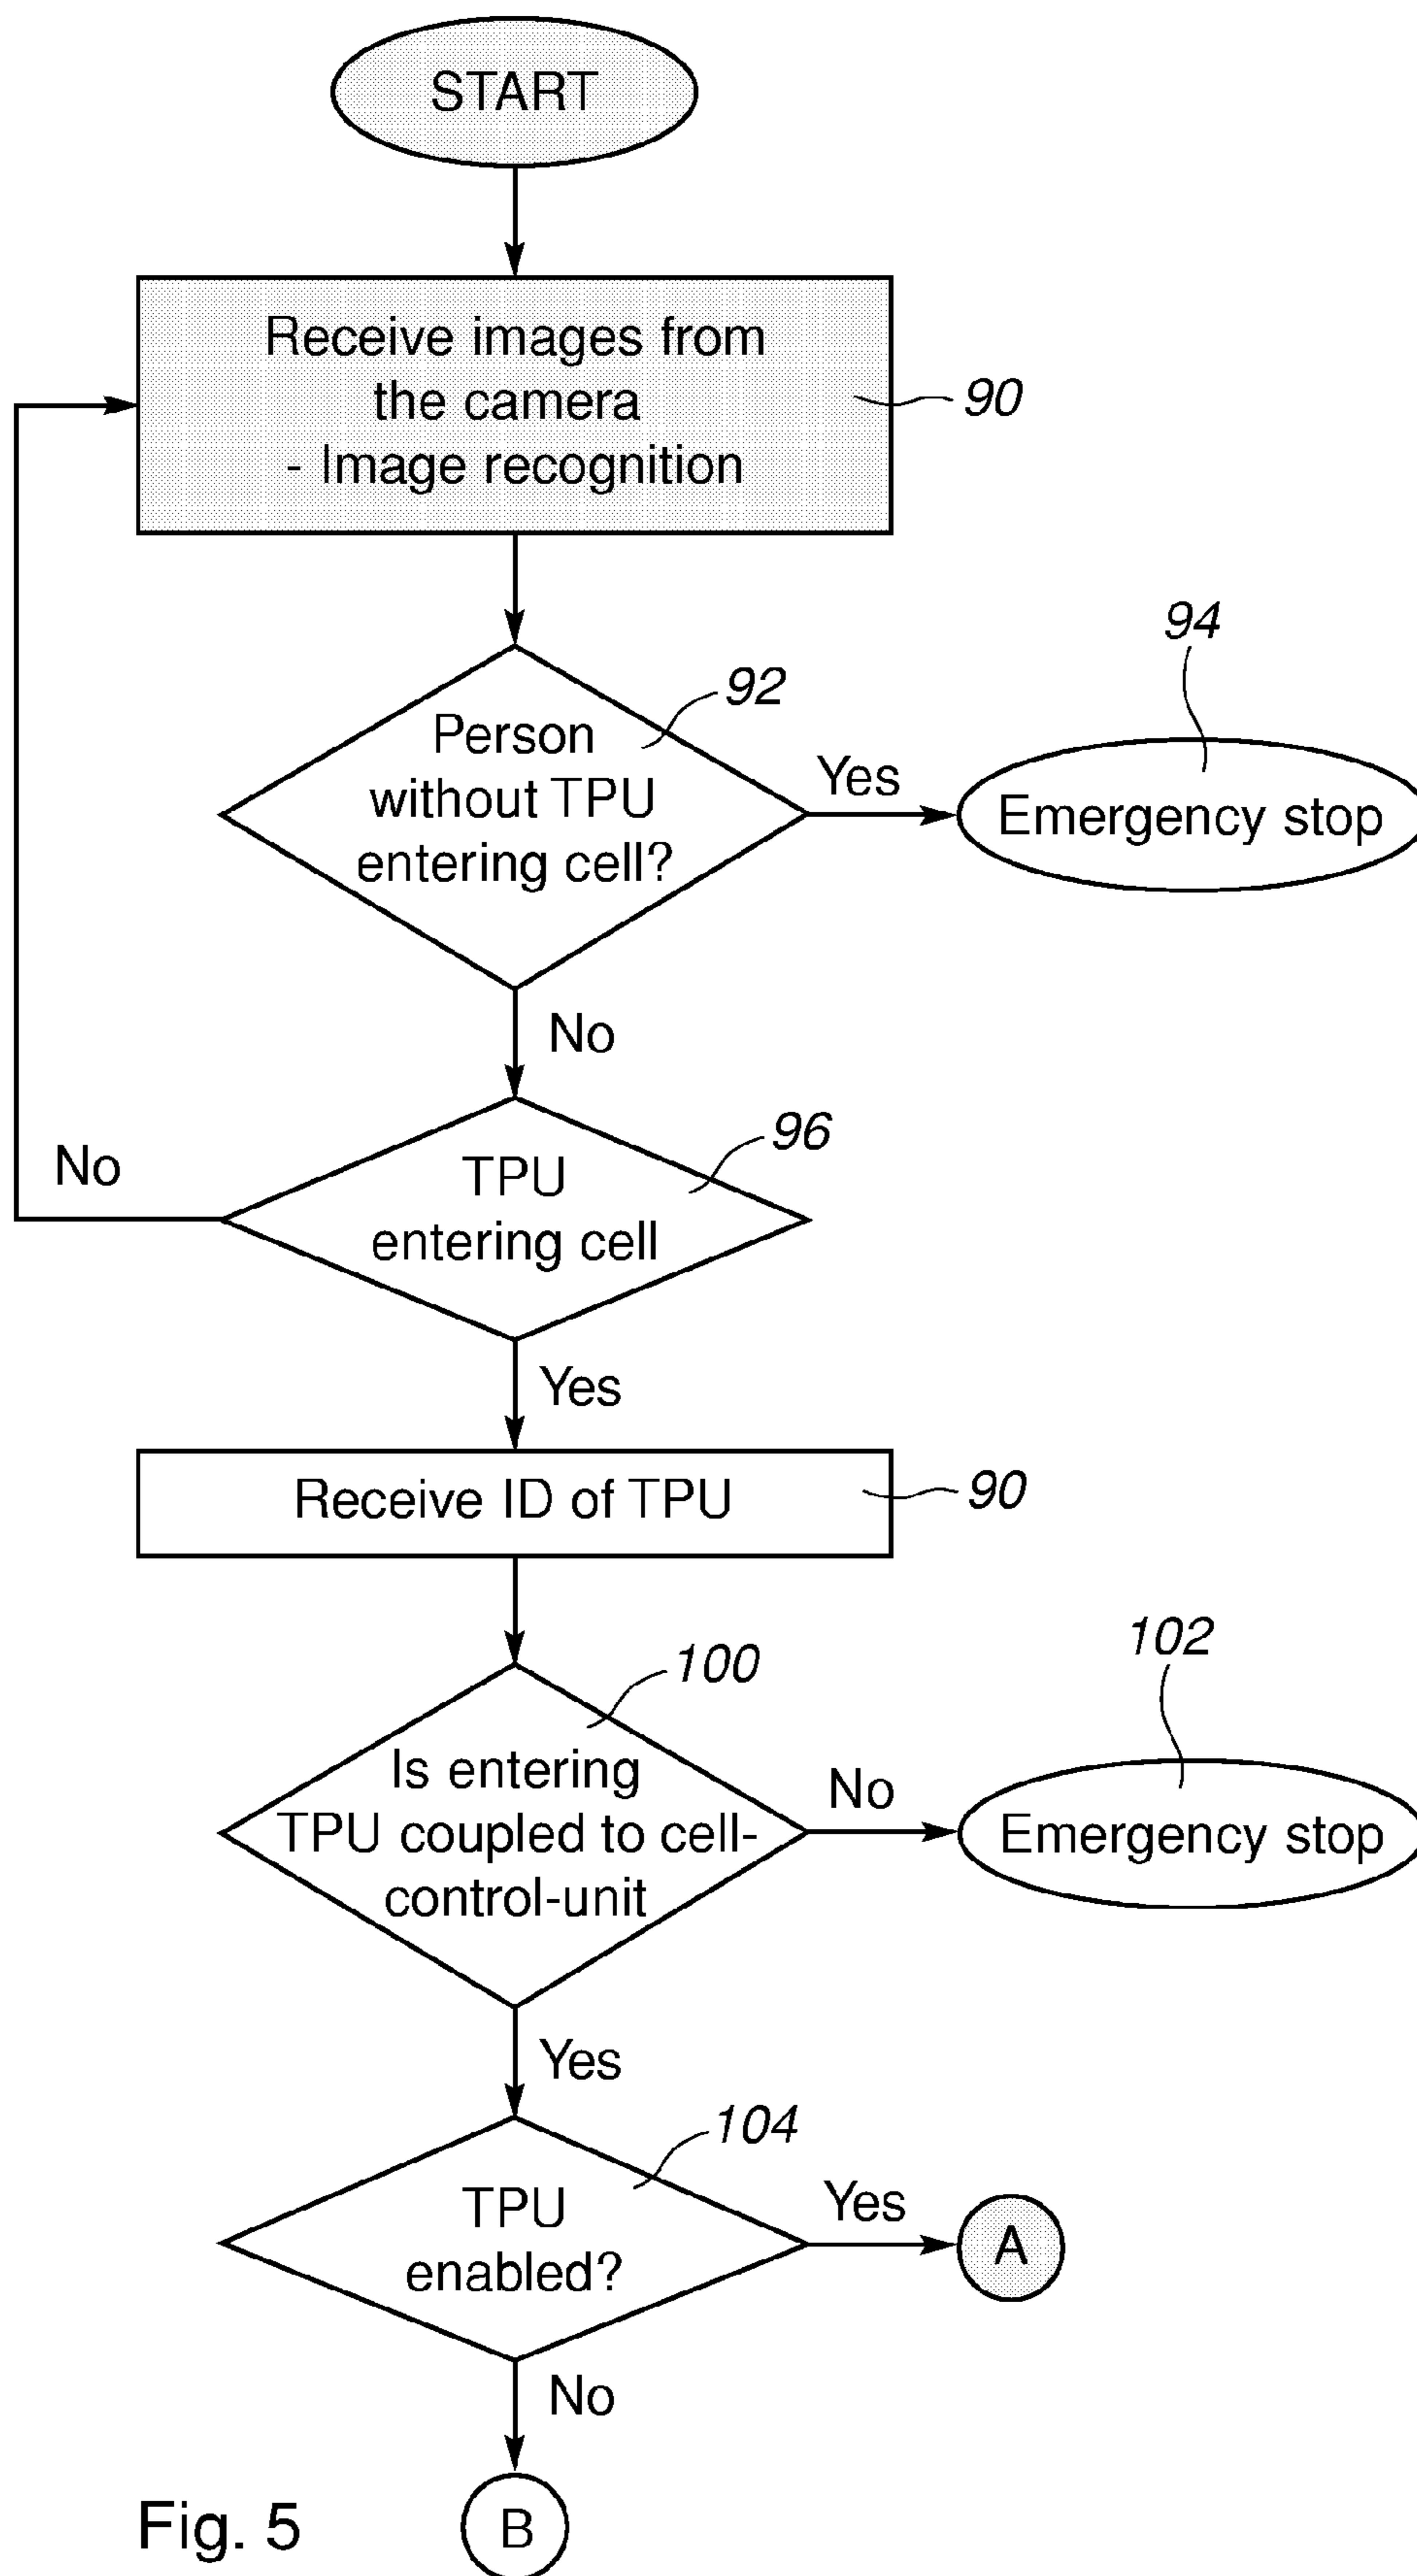 START
Receive images from
the camera
- Image recognition
90
94
92
Person
without TPU
entering cell?
Yes
Emergency stop
No
96
No
TPU
entering cell
Yes
Receive ID of TPU
90
102
100
Is entering
TPU coupled to cell-
control-unit
No
Emergency stop
Yes
104
TPU
enabled?
Yes
A
No
Fig. 5
B